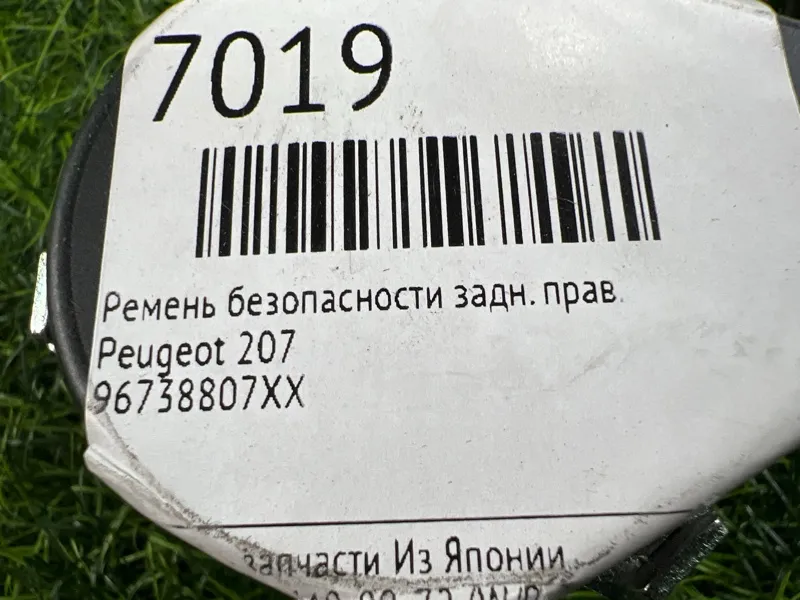 7019
Ремень безопасности задн. прав.
Peugeot 207
96738807XX
запчасти Из Японии